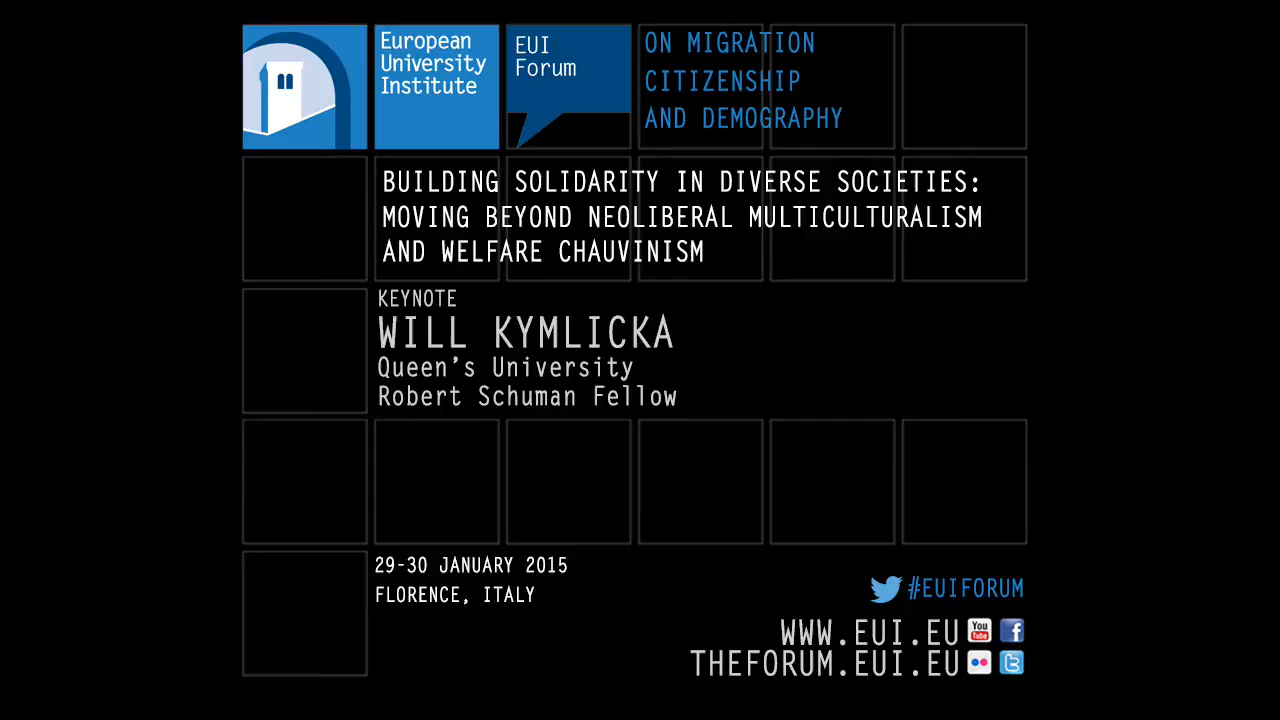 European
University
Institute
EUI
Forum
ON MIGRATION
CITIZENSHIP
AND DEMOGRAPHY
BUILDING SOLIDARITY IN DIVERSE SOCIETIES:
MOVING BEYOND NEOLIBERAL MULTICULTURALISM
AND WELFARE CHAUVINISM
KEYNOTE
WILL KYMLICKA
Queen's University
Robert Schuman Fellow
29-30 JANUARY 2015
FLORENCE, ITALY
#EUIFORUM
WWW.EUI.EU You Tube f
THEFORUM.EUI.EU t